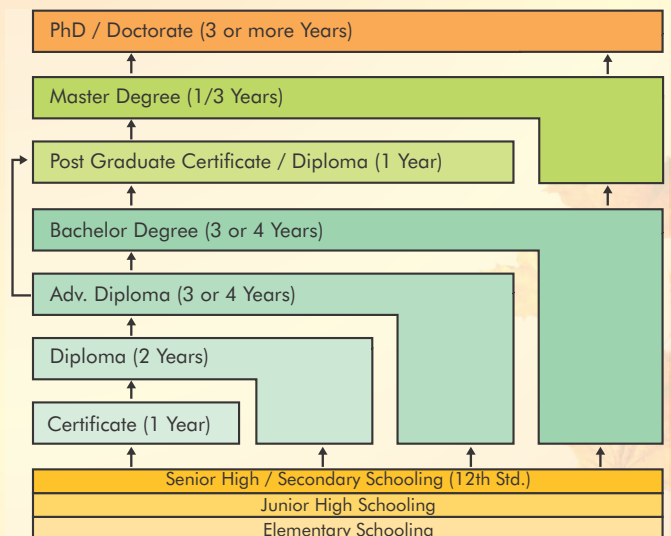 PhD / Doctorate (3 or more Years)
Master Degree (1/3 Years)
Post Graduate Certificate / Diploma (1 Year)
Bachelor Degree (3 or 4 Years)
Adv. Diploma (3 or 4 Years)
Diploma (2 Years)
Certificate (1 Year)
Senior High / Secondary Schooling (12th Std.)
Junior High Schooling
Elementary Schooling